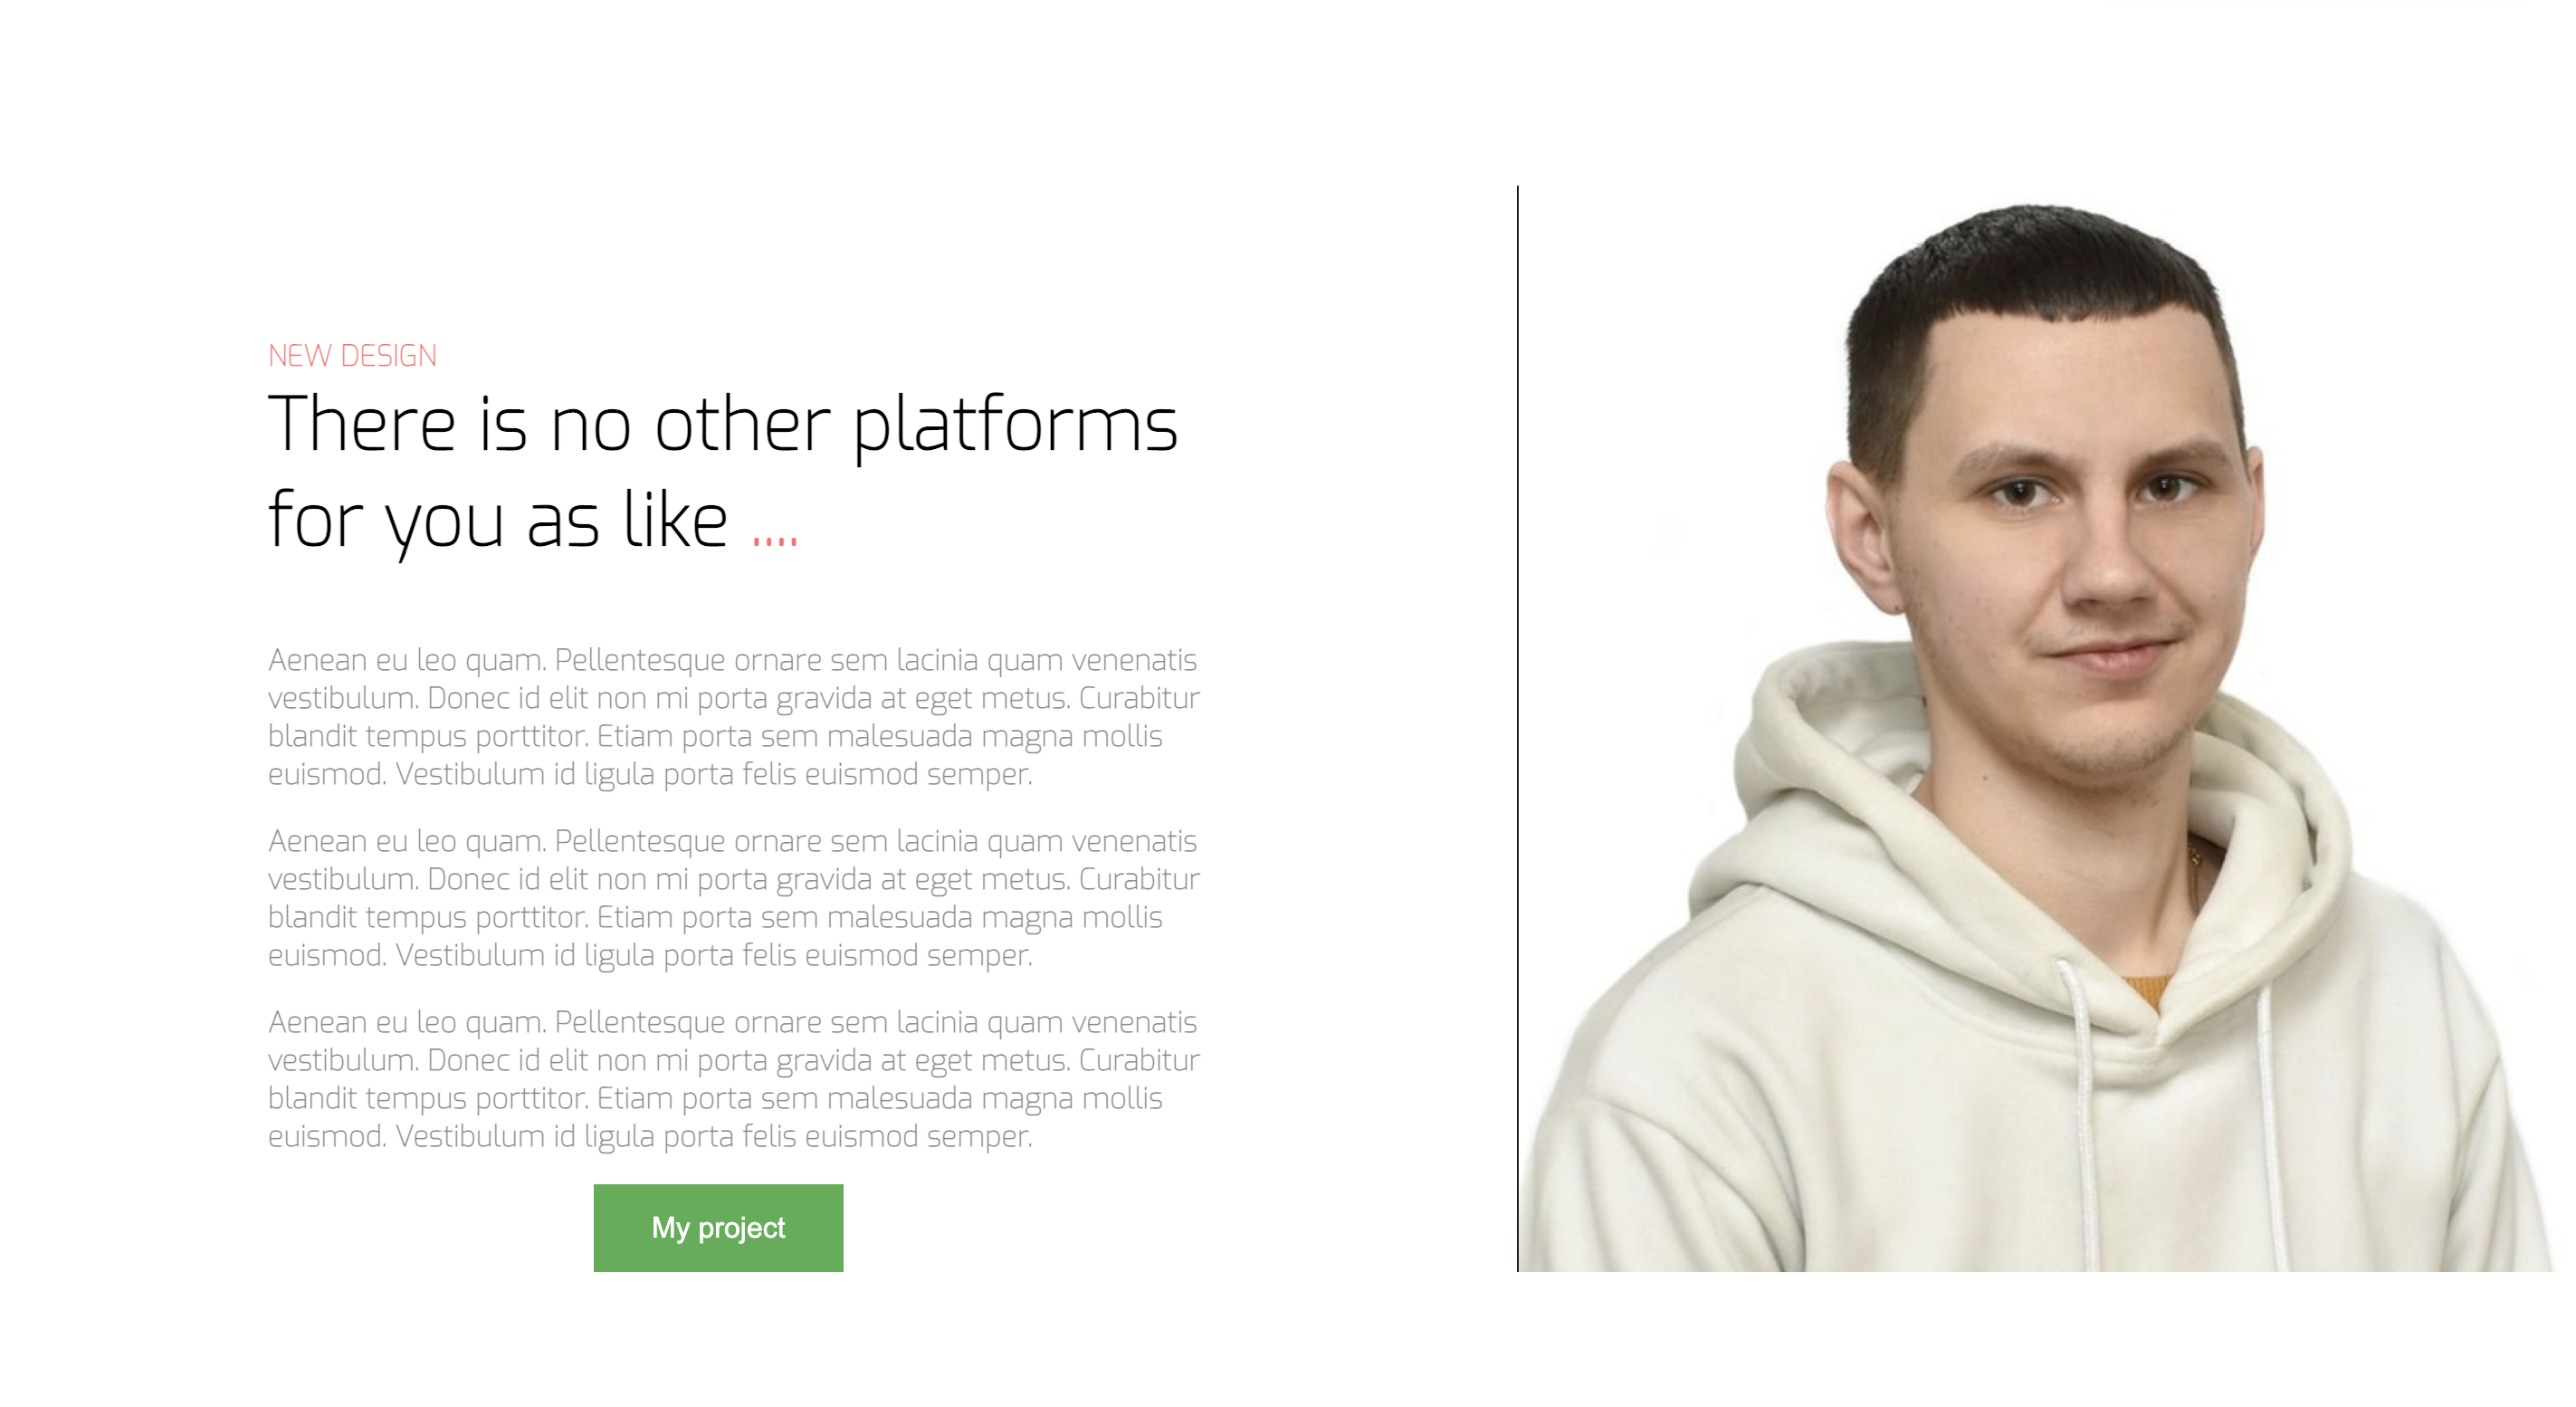 NEW DESIGN
There is no other platforms
for you as like ....
Aenean eu leo quam. Pellentesque ornare sem lacinia quam venenatis
vestibulum. Donec id elit non mi porta gravida at eget metus. Curabitur
blandit tempus porttitor. Etiam porta sem malesuada magna mollis
euismod. Vestibulum id ligula porta felis euismod semper.
Aenean eu leo quam. Pellentesque ornare sem lacinia quam venenatis
vestibulum. Donec id elit non mi porta gravida at eget metus. Curabitur
blandit tempus porttitor. Etiam porta sem malesuada magna mollis
euismod. Vestibulum id ligula porta felis euismod semper.
Aenean eu leo quam. Pellentesque ornare sem lacinia quam venenatis
vestibulum. Donec id elit non mi porta gravida at eget metus. Curabitur
blandit tempus porttitor. Etiam porta sem malesuada magna mollis
euismod. Vestibulum id ligula porta felis euismod semper.
My project